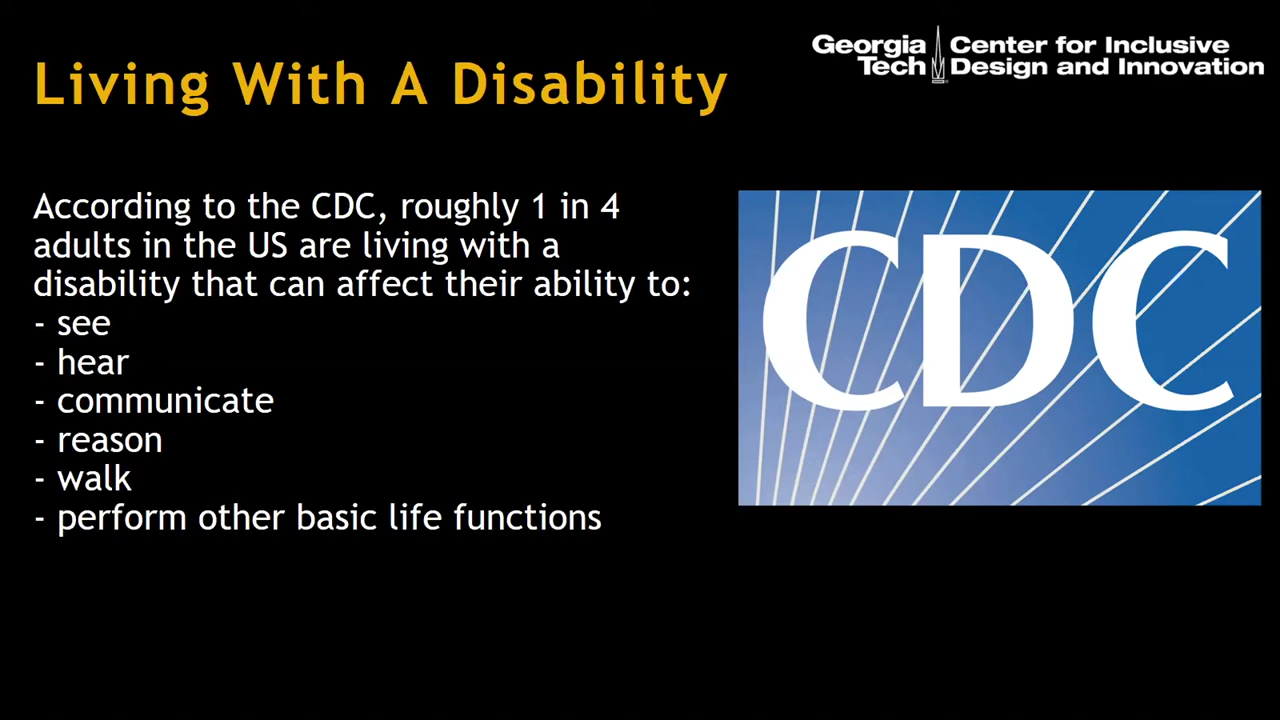 Living With A Disability
Georgia Tech
Center for Inclusive
Design and Innovation
According to the CDC, roughly 1 in 4
adults in the US are living with a
disability that can affect their ability to:
- see
- hear
- communicate
- reason
- walk
- perform other basic life functions
CDC